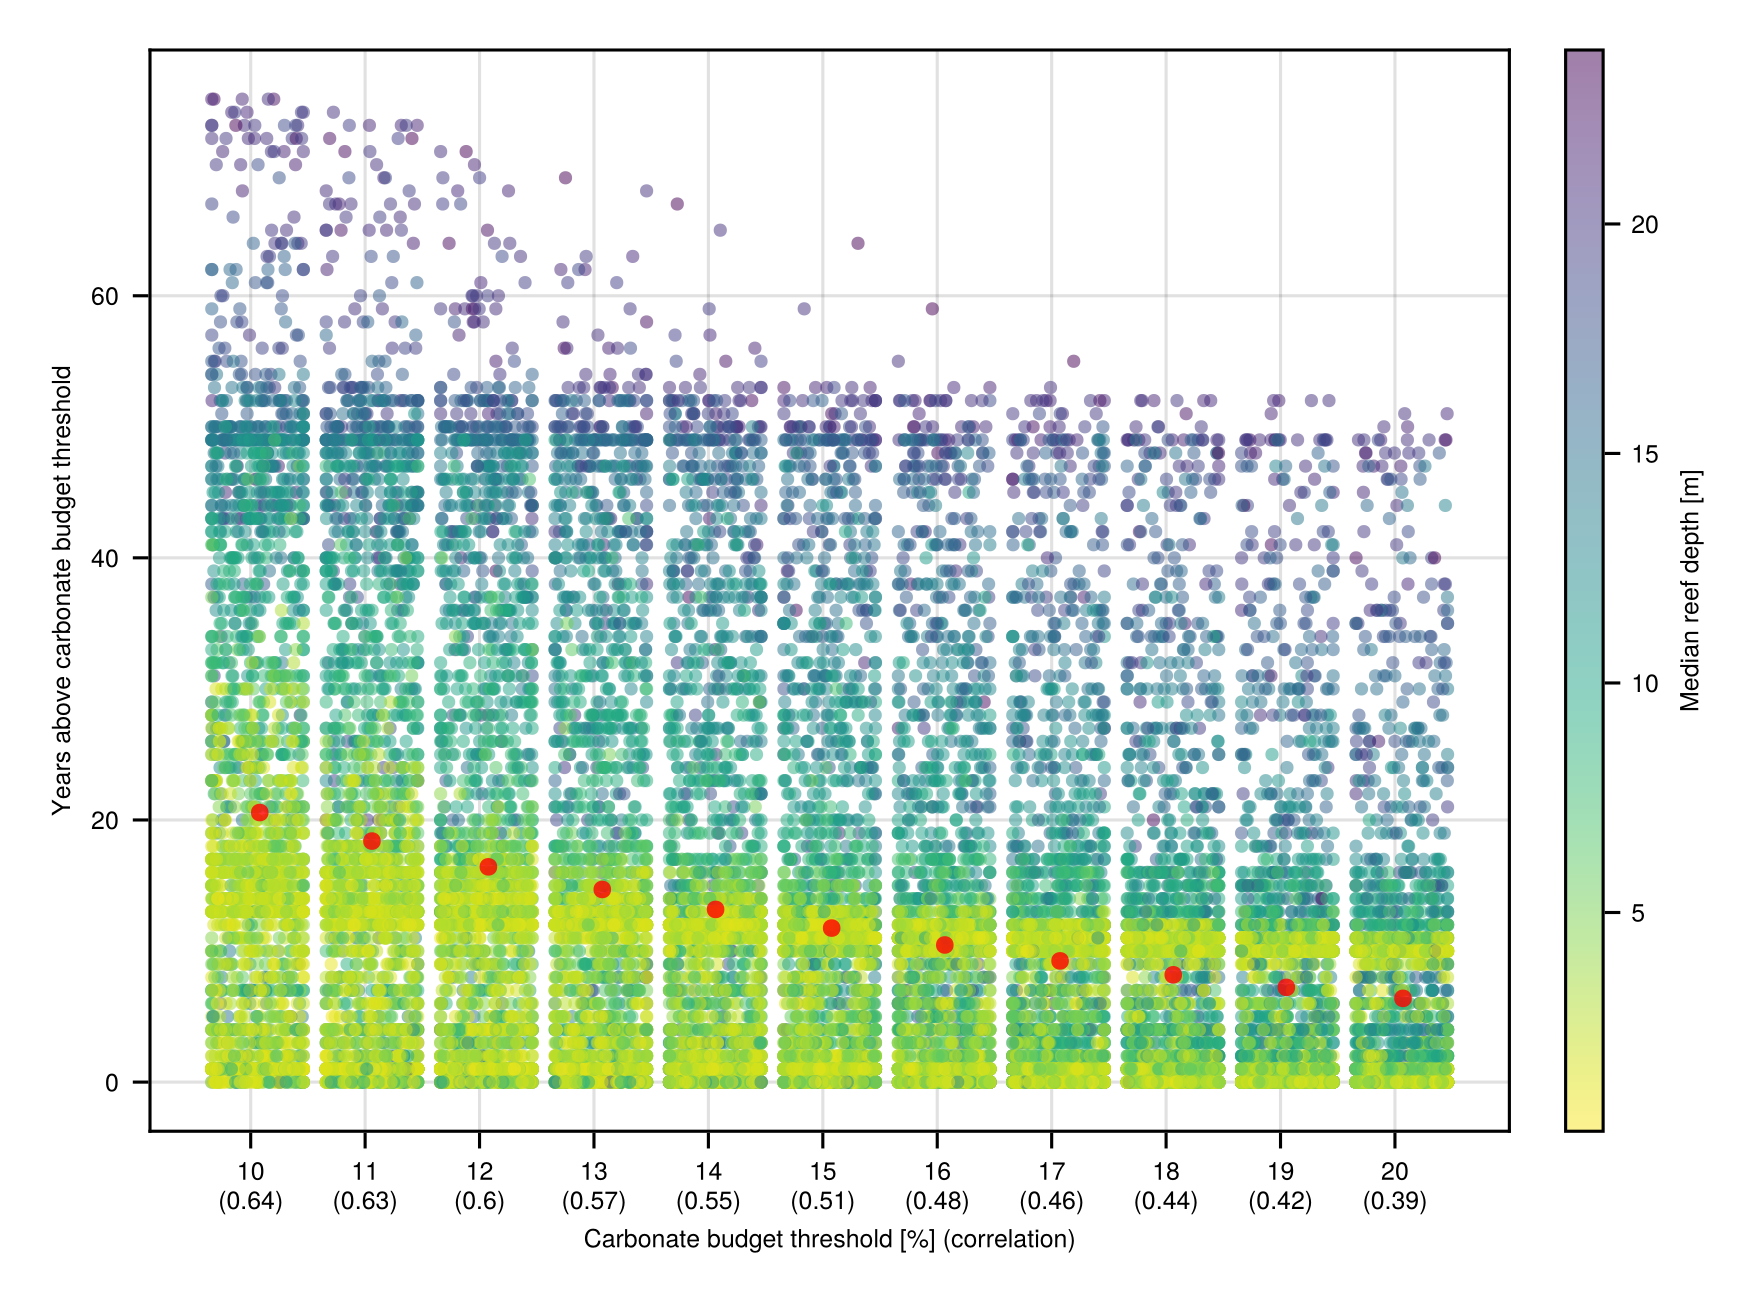 60
40
20
0
Years above carbonate budget threshold
10 11 12 13 14 15 16 17 18 19 20
(0.64) (0.63) (0.6) (0.57) (0.55) (0.51) (0.48) (0.46) (0.44) (0.42) (0.39)
Carbonate budget threshold [%] (correlation)
20
15
10
5
Median reef depth [m]